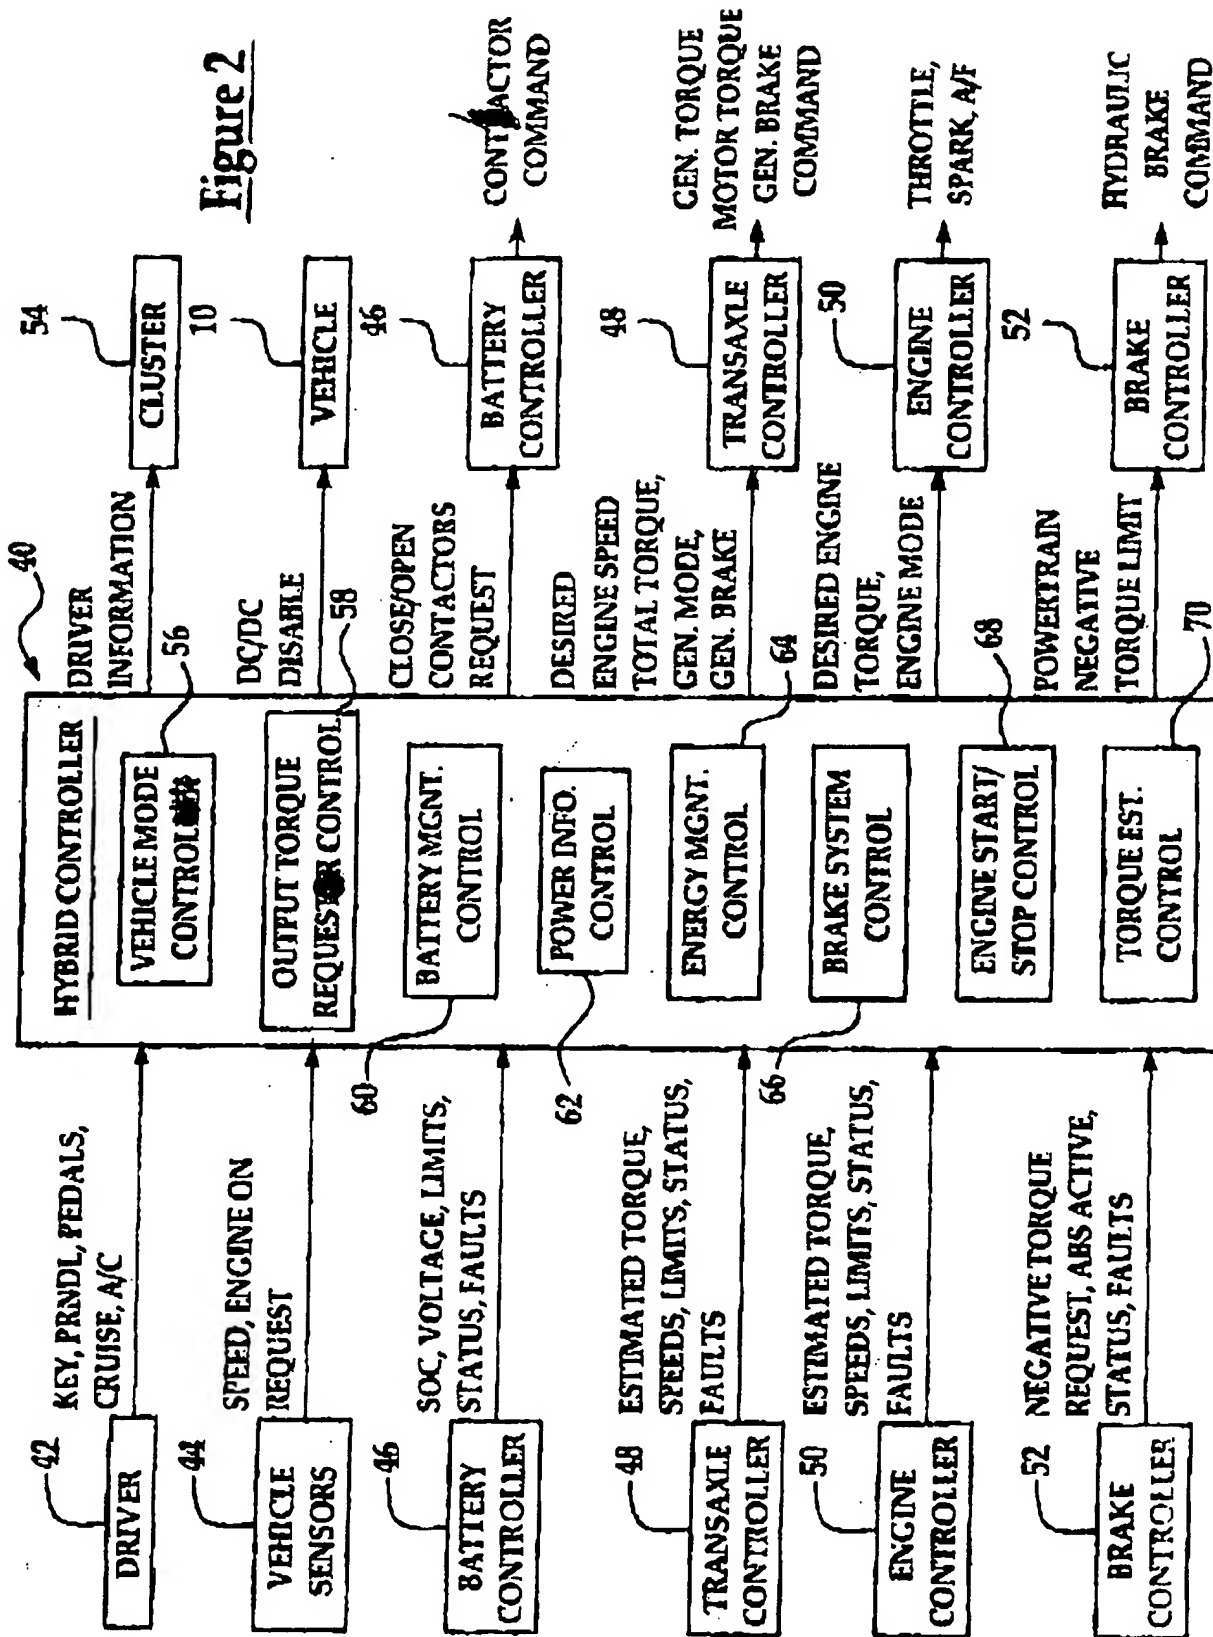 Figure 2
40
HYBRID CONTROLLER
42
DRIVER
KEY, PRNDL, PEDALS,
CRUISE, A/C
44
VEHICLE
SENSORS
SPEED, ENGINE ON
REQUEST
46
BATTERY
CONTROLLER
SOC, VOLTAGE, LIMITS,
STATUS, FAULTS
48
TRANSAXLE
CONTROLLER
ESTIMATED TORQUE,
SPEEDS, LIMITS, STATUS,
FAULTS
50
ENGINE
CONTROLLER
ESTIMATED TORQUE,
SPEEDS, LIMITS, STATUS,
FAULTS
52
BRAKE
CONTROLLER
NEGATIVE TORQUE
REQUEST, ABS ACTIVE,
STATUS, FAULTS
VEHICLE MODE
CONTROL
56
OUTPUT TORQUE
REQUEST CONTROL
58
BATTERY MGNT.
CONTROL
60
POWER INFO.
CONTROL
62
ENERGY MGNT.
CONTROL
64
BRAKE SYSTEM
CONTROL
66
ENGINE START/
STOP CONTROL
68
TORQUE EST.
CONTROL
70
DRIVER
INFORMATION
54
CLUSTER
DC/DC
DISABLE
10
VEHICLE
CLOSE/OPEN
CONTACTORS
REQUEST
46
BATTERY
CONTROLLER
CONTACTOR
COMMAND
DESIRED
ENGINE SPEED
TOTAL TORQUE,
GEN. MODE,
GEN. BRAKE
48
TRANSAXLE
CONTROLLER
GEN. TORQUE
MOTOR TORQUE
GEN. BRAKE
COMMAND
DESIRED ENGINE
TORQUE,
ENGINE MODE
50
ENGINE
CONTROLLER
THROTTLE,
SPARK, A/F
POWERTRAIN
NEGATIVE
TORQUE LIMIT
52
BRAKE
CONTROLLER
HYDRAULIC
BRAKE
COMMAND